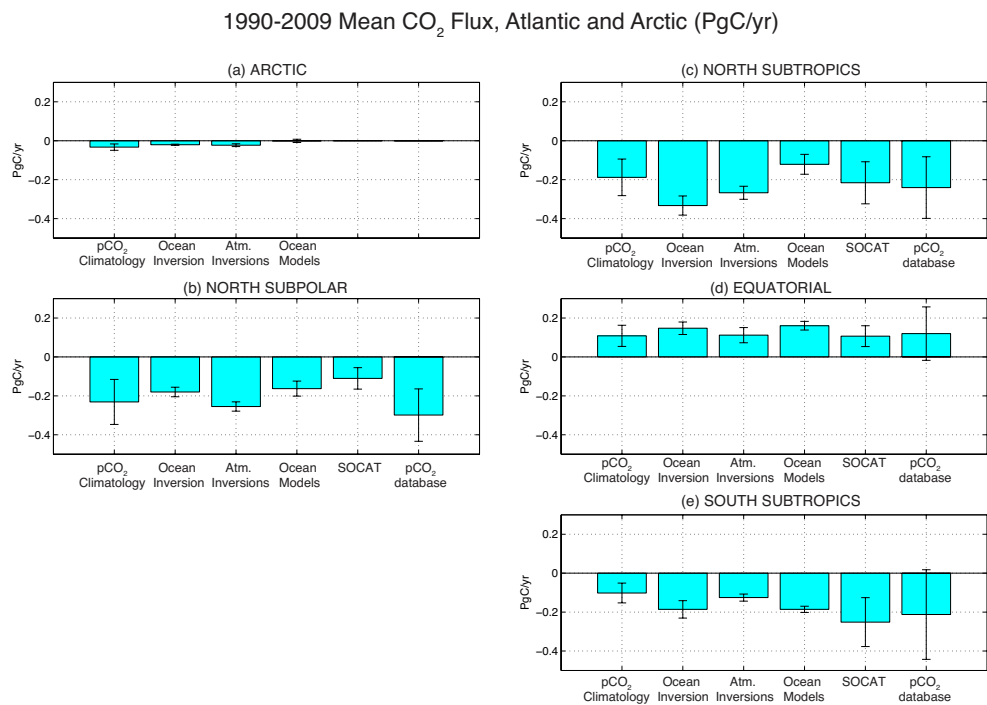 1990-2009 Mean CO₂ Flux, Atlantic and Arctic (PgC/yr)
(a) ARCTIC
0.2
0
−0.2
−0.4
PgC/yr
pCO₂ Climatology
Ocean Inversion
Atm. Inversions
Ocean Models
(b) NORTH SUBPOLAR
0.2
0
−0.2
−0.4
PgC/yr
pCO₂ Climatology
Ocean Inversion
Atm. Inversions
Ocean Models
SOCAT
pCO₂ database
(c) NORTH SUBTROPICS
0.2
0
−0.2
−0.4
PgC/yr
pCO₂ Climatology
Ocean Inversion
Atm. Inversions
Ocean Models
SOCAT
pCO₂ database
(d) EQUATORIAL
0.2
0
−0.2
−0.4
PgC/yr
pCO₂ Climatology
Ocean Inversion
Atm. Inversions
Ocean Models
SOCAT
pCO₂ database
(e) SOUTH SUBTROPICS
0.2
0
−0.2
−0.4
PgC/yr
pCO₂ Climatology
Ocean Inversion
Atm. Inversions
Ocean Models
SOCAT
pCO₂ database